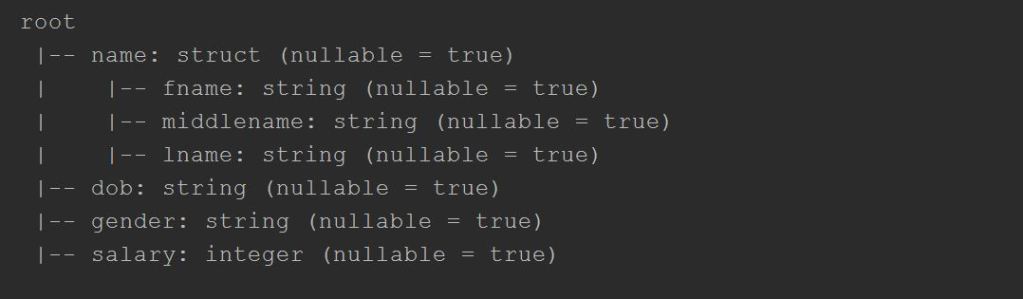 root
 |-- name: struct (nullable = true)
 |    |-- fname: string (nullable = true)
 |    |-- middlename: string (nullable = true)
 |    |-- lname: string (nullable = true)
 |-- dob: string (nullable = true)
 |-- gender: string (nullable = true)
 |-- salary: integer (nullable = true)